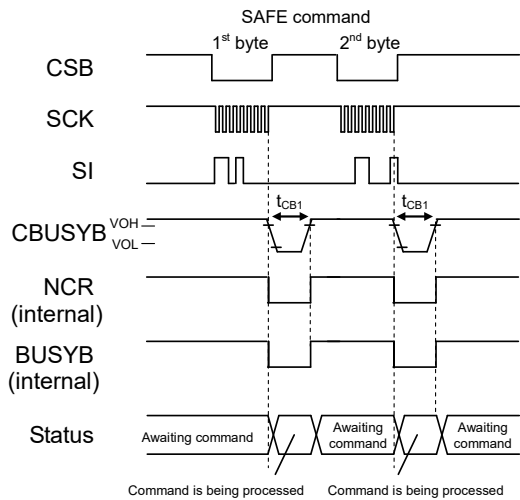 SAFE command
1st byte 2nd byte
CSB
SCK
SI
tCB1 tCB1
CBUSYB
VOH
VOL
NCR
(internal)
BUSYB
(internal)
Status
Awaiting command
Awaiting
command
Awaiting
command
Command is being processed
Command is being processed